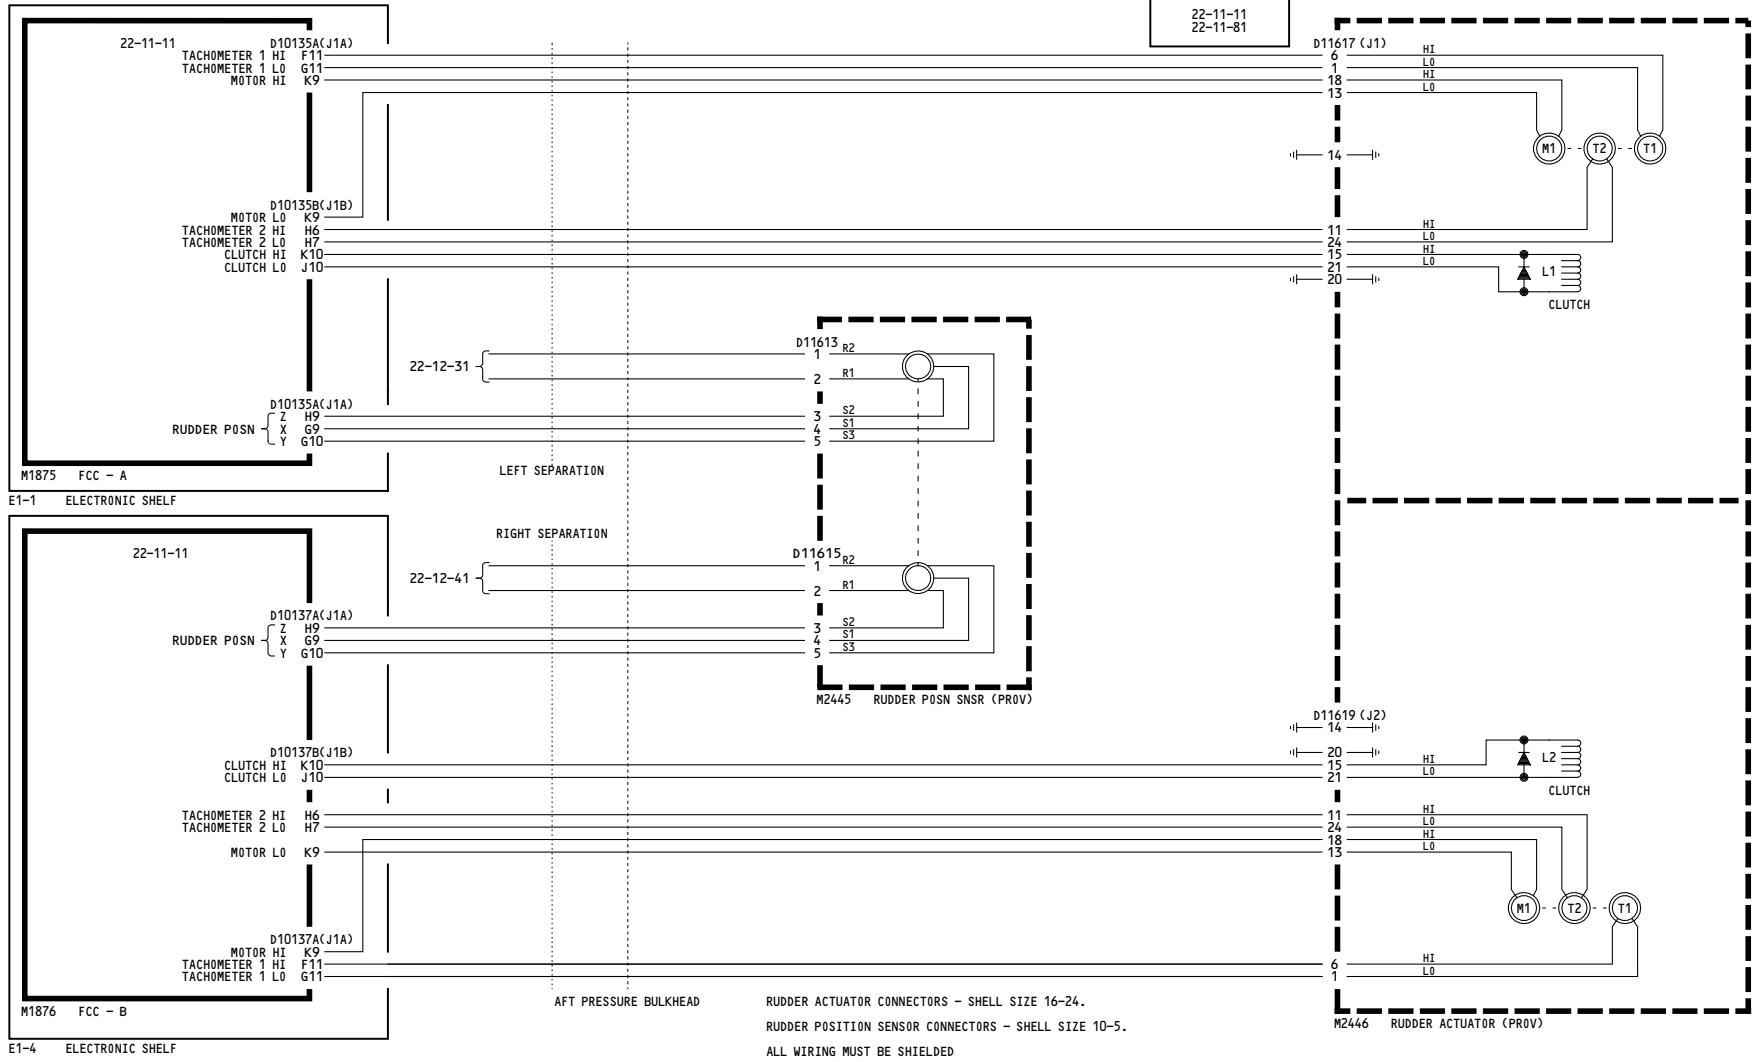 22-11-11
22-11-81
22-11-11
D10135A(J1A)
TACHOMETER 1 HI F11
TACHOMETER 1 LO G11
MOTOR HI K9
D11617 (J1)
6 HI
1 LO
18 HI
13 LO
M1 T2 T1
14
D10135B(J1B)
MOTOR LO K9
TACHOMETER 2 HI H6
TACHOMETER 2 LO H7
CLUTCH HI K10
CLUTCH LO J10
11 HI
24 LO
15 HI
21 LO
20
L1
CLUTCH
22-12-31
D11613
1 R2
2 R1
3 S2
4 S1
5 S3
D10135A(J1A)
RUDDER POSN
Z H9
X G9
Y G10
M1875 FCC - A
E1-1 ELECTRONIC SHELF
LEFT SEPARATION
RIGHT SEPARATION
22-11-11
22-12-41
D11615
1 R2
2 R1
3 S2
4 S1
5 S3
D10137A(J1A)
RUDDER POSN
Z H9
X G9
Y G10
M2445 RUDDER POSN SNSR (PROV)
D11619 (J2)
14
20
15 HI
21 LO
L2
CLUTCH
D10137B(J1B)
CLUTCH HI K10
CLUTCH LO J10
TACHOMETER 2 HI H6
TACHOMETER 2 LO H7
MOTOR LO K9
11 HI
24 LO
18 HI
13 LO
M1 T2 T1
D10137A(J1A)
MOTOR HI K9
TACHOMETER 1 HI F11
TACHOMETER 1 LO G11
6 HI
1 LO
M1876 FCC - B
E1-4 ELECTRONIC SHELF
AFT PRESSURE BULKHEAD
RUDDER ACTUATOR CONNECTORS - SHELL SIZE 16-24.
RUDDER POSITION SENSOR CONNECTORS - SHELL SIZE 10-5.
ALL WIRING MUST BE SHIELDED
M2446 RUDDER ACTUATOR (PROV)